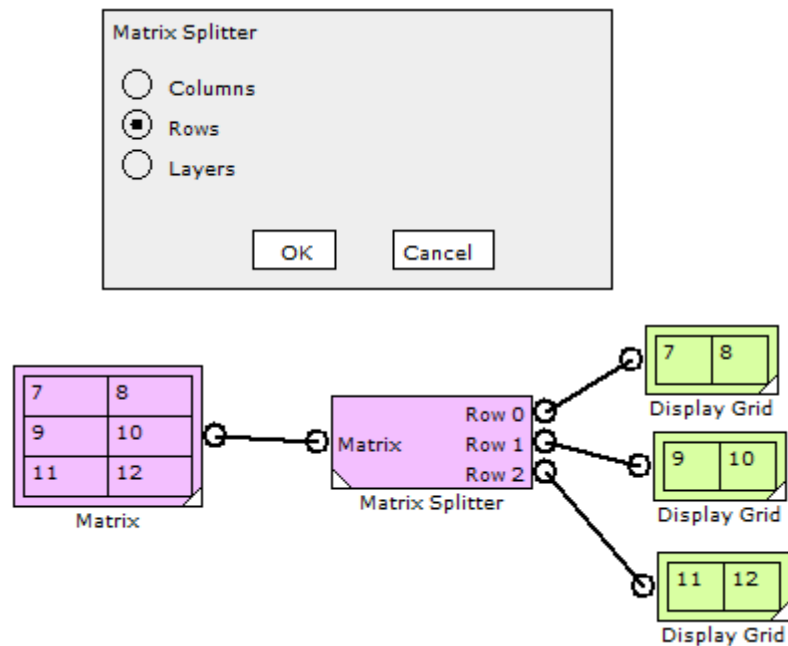 Matrix Splitter
Columns
Rows
Layers
OK Cancel
7 8
9 10
11 12
Matrix
Matrix
Row 0
Row 1
Row 2
Matrix Splitter
7 8
Display Grid
9 10
Display Grid
11 12
Display Grid